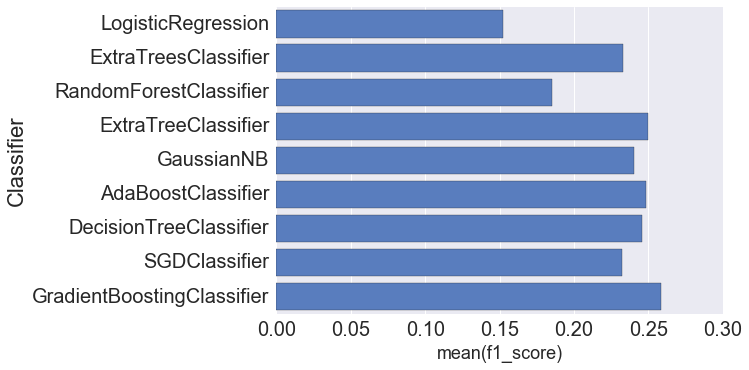 Classifier
LogisticRegression
ExtraTreesClassifier
RandomForestClassifier
ExtraTreeClassifier
GaussianNB
AdaBoostClassifier
DecisionTreeClassifier
SGDClassifier
GradientBoostingClassifier
0.00 0.05 0.10 0.15 0.20 0.25 0.30
mean(f1_score)